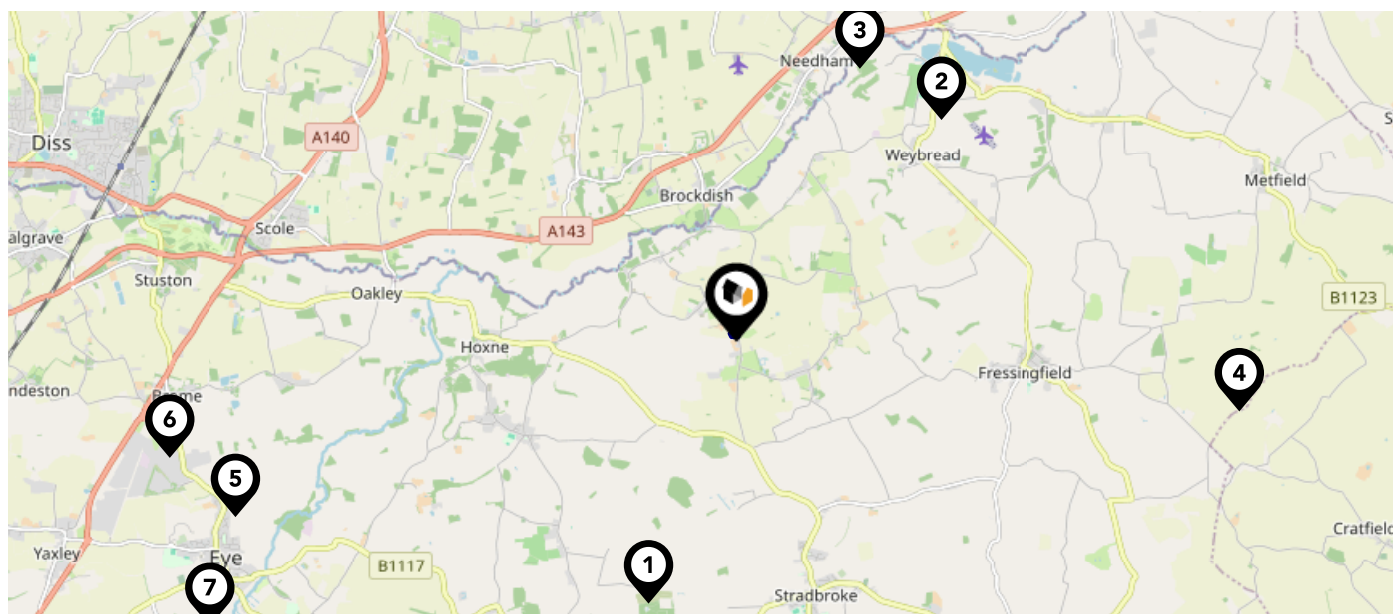 3
Needham
2
Diss
A140
Weybread
Metfield
Brockdish
algrave
Scole
A143
Stuston
Oakley
B1123
Hoxne
Fressingfield
4
ndeston
Brome
6
5
Cratfield
Yaxley
Eye
B1117
1
7
Stradbroke